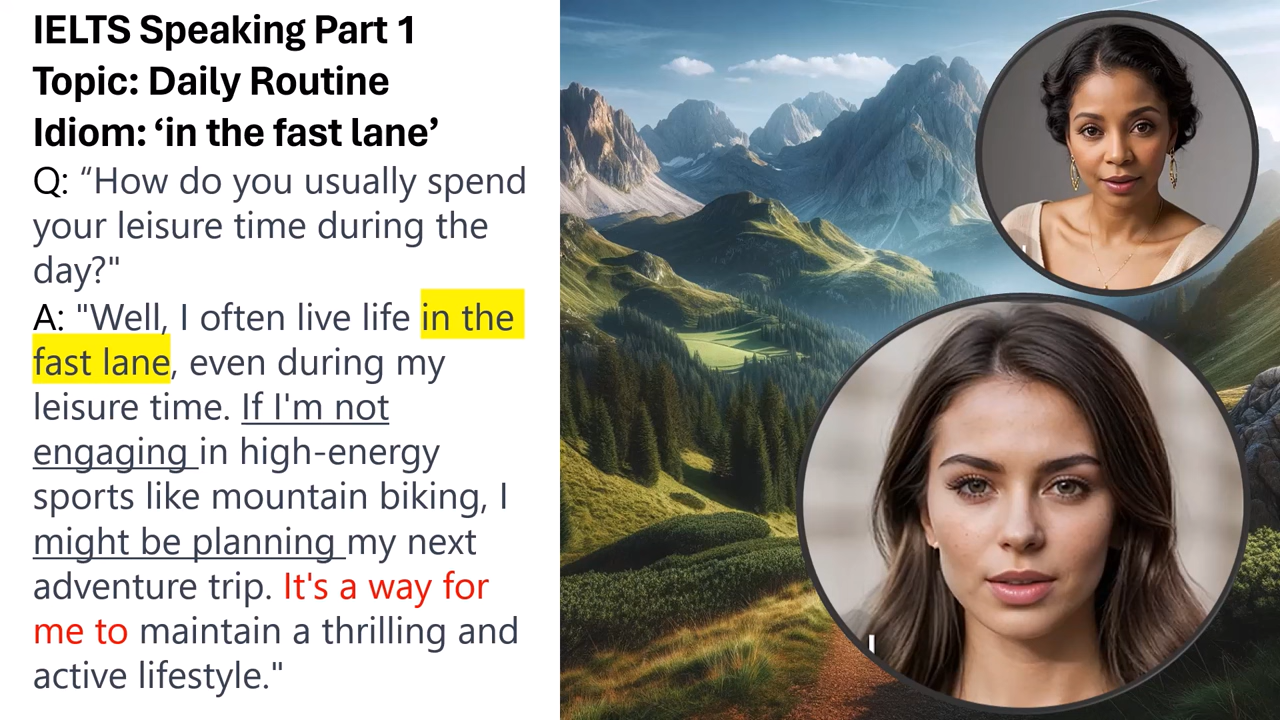 IELTS Speaking Part 1
Topic: Daily Routine
Idiom: ‘in the fast lane’
Q: “How do you usually spend
your leisure time during the
day?"
A: "Well, I often live life in the
fast lane, even during my
leisure time. If I'm not
engaging in high-energy
sports like mountain biking, I
might be planning my next
adventure trip. It's a way for
me to maintain a thrilling and
active lifestyle."